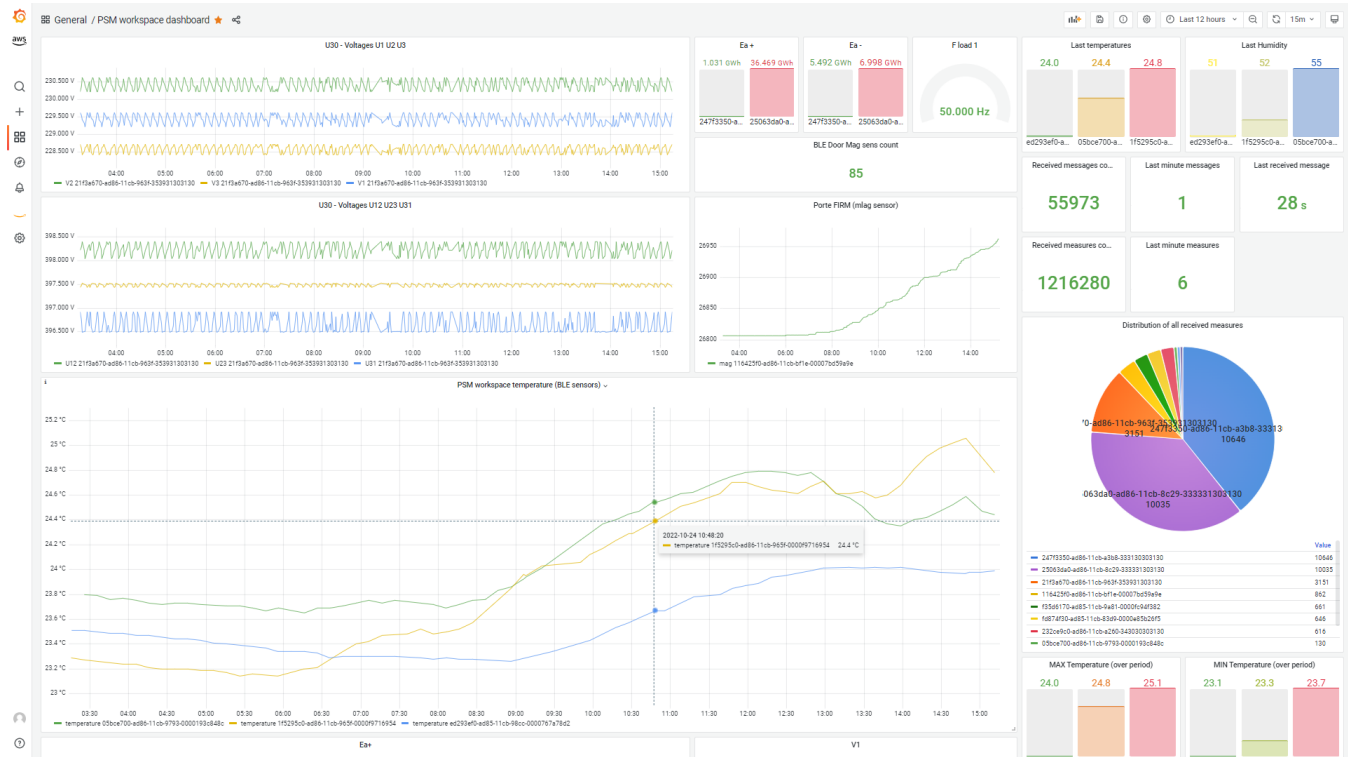 aws
General / PSM workspace dashboard
Last 12 hours
15m
U30 - Voltages U1 U2 U3
230.500 V
230.000 V
229.500 V
229.000 V
228.500 V
04:00 05:00 06:00 07:00 08:00 09:00 10:00 11:00 12:00 13:00 14:00 15:00
V2 21f3a670-ad86-11cb-963f-353931303130 V3 21f3a670-ad86-11cb-963f-353931303130 V1 21f3a670-ad86-11cb-963f-353931303130
U30 - Voltages U12 U23 U31
398.500 V
398.000 V
397.500 V
397.000 V
396.500 V
04:00 05:00 06:00 07:00 08:00 09:00 10:00 11:00 12:00 13:00 14:00 15:00
U12 21f3a670-ad86-11cb-963f-353931303130 U23 21f3a670-ad86-11cb-963f-353931303130 U31 21f3a670-ad86-11cb-963f-353931303130
Ea +
1.031 GWh 36.469 GWh
247f3350-a... 25063da0-a...
Ea -
5.492 GWh 6.998 GWh
247f3350-a... 25063da0-a...
F load 1
50.000 Hz
BLE Door Mag sens count
85
Porte FIRM (mlag sensor)
26950
26900
26850
26800
04:00 06:00 08:00 10:00 12:00 14:00
mag 116425f0-ad86-11cb-bf1e-00007bd59a9e
Last temperatures
24.0 24.4 24.8
ed293ef0-a... 05bce700-a... 1f5295c0-a...
Last Humidity
51 52 55
ed293ef0-a... 1f5295c0-a... 05bce700-a...
Received messages co...
55973
Last minute messages
1
Last received message
28 s
Received measures co...
1216280
Last minute measures
6
PSM workspace temperature (BLE sensors)
25.2 °C
25 °C
24.8 °C
24.6 °C
24.4 °C
24.2 °C
24 °C
23.8 °C
23.6 °C
23.4 °C
23.2 °C
23 °C
2022-10-24 10:48:20
temperature 1f5295c0-ad86-11cb-965f-0000f9716954 24.4 °C
03:30 04:00 04:30 05:00 05:30 06:00 06:30 07:00 07:30 08:00 08:30 09:00 09:30 10:00 10:30 11:00 11:30 12:00 12:30 13:00 13:30 14:00 14:30 15:00
temperature 05bce700-ad86-11cb-9793-0000193c848c temperature 1f5295c0-ad86-11cb-965f-0000f9716954 temperature ed293ef0-ad85-11cb-98cc-0000767a78d2
Distribution of all received measures
'0-ad86-11cb-963f-353931303130
3151
247f3350-ad86-11cb-a3b8-33313
10646
063da0-ad86-11cb-8c29-333331303130
10035
Value
247f3350-ad86-11cb-a3b8-333130303130 10646
25063da0-ad86-11cb-8c29-333331303130 10035
21f3a670-ad86-11cb-963f-353931303130 3151
116425f0-ad86-11cb-bf1e-00007bd59a9e 862
f35d6170-ad85-11cb-9a81-0000fc94f382 661
fd874f30-ad85-11cb-83d9-0000e85b26f5 646
232ce9c0-ad86-11cb-a260-343030303130 616
05bce700-ad86-11cb-9793-0000193c848c 130
MAX Temperature (over period)
24.0 24.8 25.1
MIN Temperature (over period)
23.1 23.3 23.7
Ea+
V1